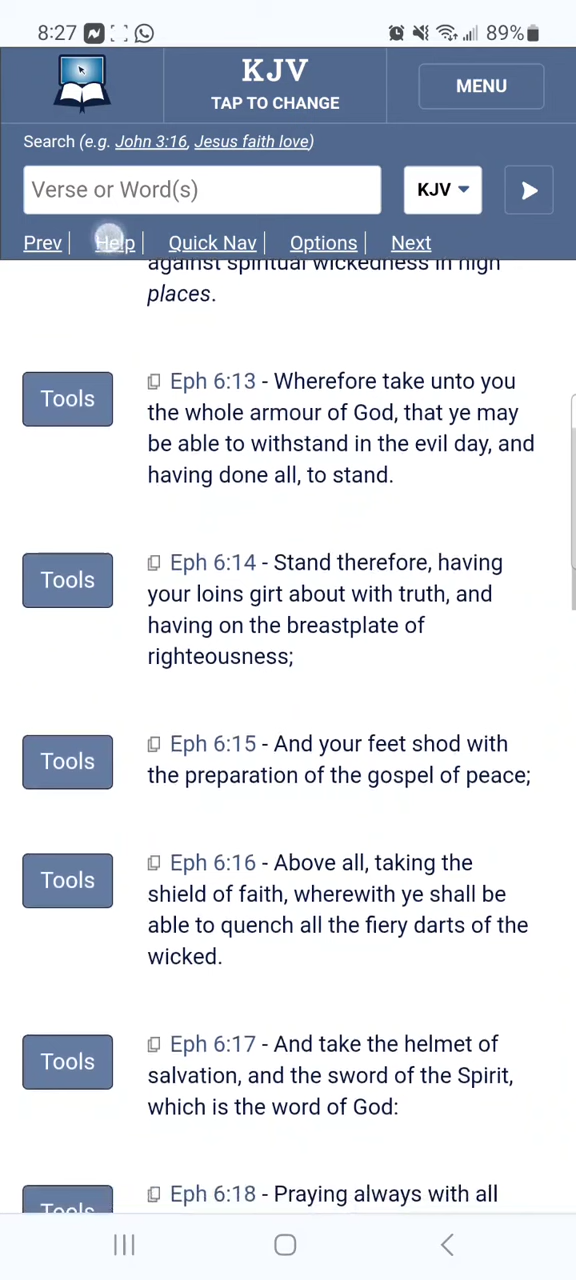 8:27 89%
KJV
TAP TO CHANGE
MENU
Search (e.g. John 3:16, Jesus faith love)
Verse or Word(s)
KJV
Prev | Help | Quick Nav | Options | Next
against spiritual wickedness in high
places.
Tools
Eph 6:13 - Wherefore take unto you
the whole armour of God, that ye may
be able to withstand in the evil day, and
having done all, to stand.
Tools
Eph 6:14 - Stand therefore, having
your loins girt about with truth, and
having on the breastplate of
righteousness;
Tools
Eph 6:15 - And your feet shod with
the preparation of the gospel of peace;
Tools
Eph 6:16 - Above all, taking the
shield of faith, wherewith ye shall be
able to quench all the fiery darts of the
wicked.
Tools
Eph 6:17 - And take the helmet of
salvation, and the sword of the Spirit,
which is the word of God:
Tools
Eph 6:18 - Praying always with all